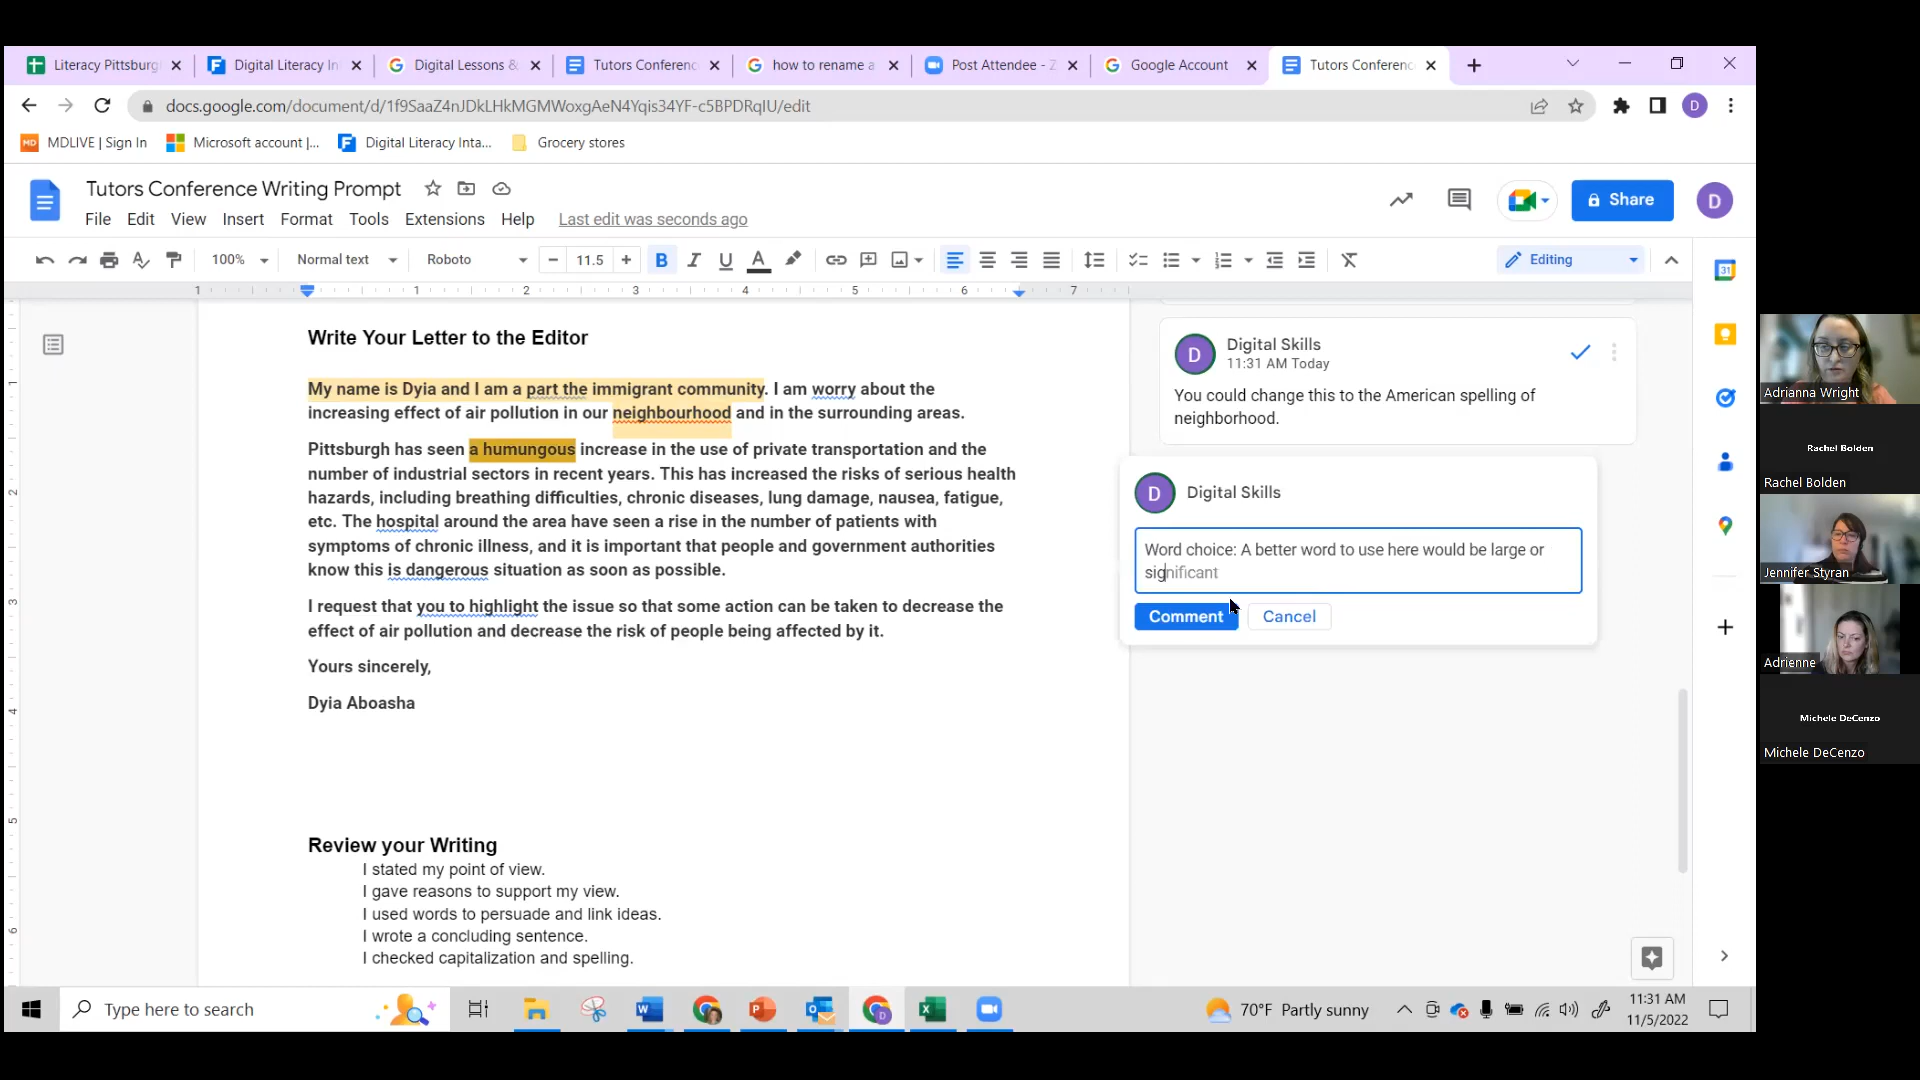 Literacy Pittsburg
Digital Literacy In
Digital Lessons &
Tutors Conferenc
how to rename a
Post Attendee - Z
Google Account
Tutors Conferenc
docs.google.com/document/d/1f9SaaZ4nJDkLHkMGMWoxgAeN4Yqis34YF-c5BPDRqIU/edit
D
MDLIVE | Sign In
Microsoft account |...
Digital Literacy Inta...
Grocery stores
Tutors Conference Writing Prompt
Share
D
File Edit View Insert Format Tools Extensions Help Last edit was seconds ago
100% Normal text Roboto 11.5 B I U A Editing
1 1 2 3 4 5 6 7
31
Write Your Letter to the Editor
My name is Dyia and I am a part the immigrant community. I am worry about the
increasing effect of air pollution in our neighbourhood and in the surrounding areas.
Pittsburgh has seen a humungous increase in the use of private transportation and the
number of industrial sectors in recent years. This has increased the risks of serious health
hazards, including breathing difficulties, chronic diseases, lung damage, nausea, fatigue,
etc. The hospital around the area have seen a rise in the number of patients with
symptoms of chronic illness, and it is important that people and government authorities
know this is dangerous situation as soon as possible.
I request that you to highlight the issue so that some action can be taken to decrease the
effect of air pollution and decrease the risk of people being affected by it.
Yours sincerely,
Dyia Aboasha
Review your Writing
I stated my point of view.
I gave reasons to support my view.
I used words to persuade and link ideas.
I wrote a concluding sentence.
I checked capitalization and spelling.
1
2
3
4
5
6
D
Digital Skills
11:31 AM Today
You could change this to the American spelling of
neighborhood.
D
Digital Skills
Word choice: A better word to use here would be large or
significant
Comment Cancel
Adrianna Wright
Rachel Bolden
Rachel Bolden
Jennifer Styran
Adrienne
Michele DeCenzo
Michele DeCenzo
Type here to search
70°F Partly sunny
11:31 AM
11/5/2022